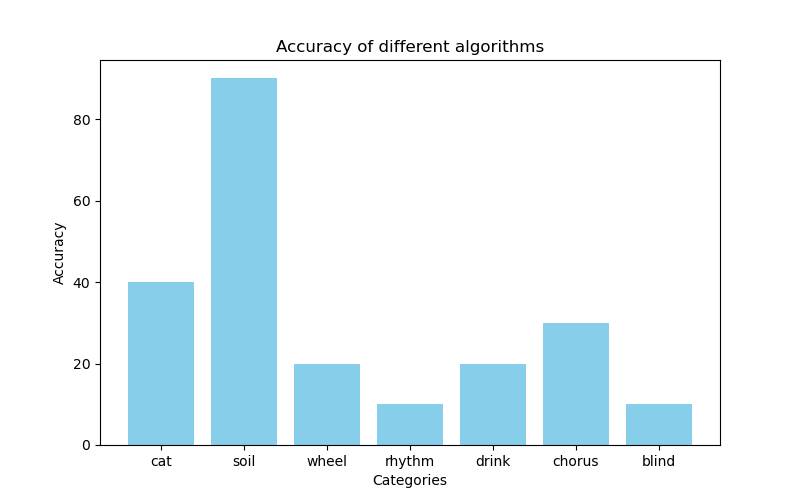 Accuracy of different algorithms
Accuracy
80
60
40
20
0
cat soil wheel rhythm drink chorus blind
Categories